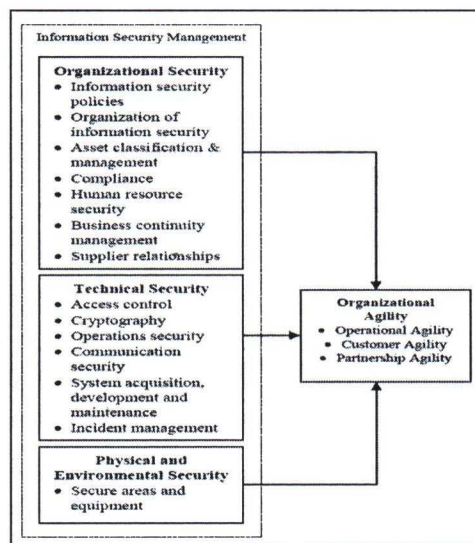 Information Security Management
Organizational Security
• Information security
policies
• Organization of
information security
• Asset classification &
management
• Compliance
• Human resource
security
• Business continuity
management
• Supplier relationships
Technical Security
• Access control
• Cryptography
• Operations security
• Communication
security
• System acquisition,
development and
maintenance
• Incident management
Physical and
Environmental Security
• Secure areas and
equipment
Organizational
Agility
• Operational Agility
• Customer Agility
• Partnership Agility